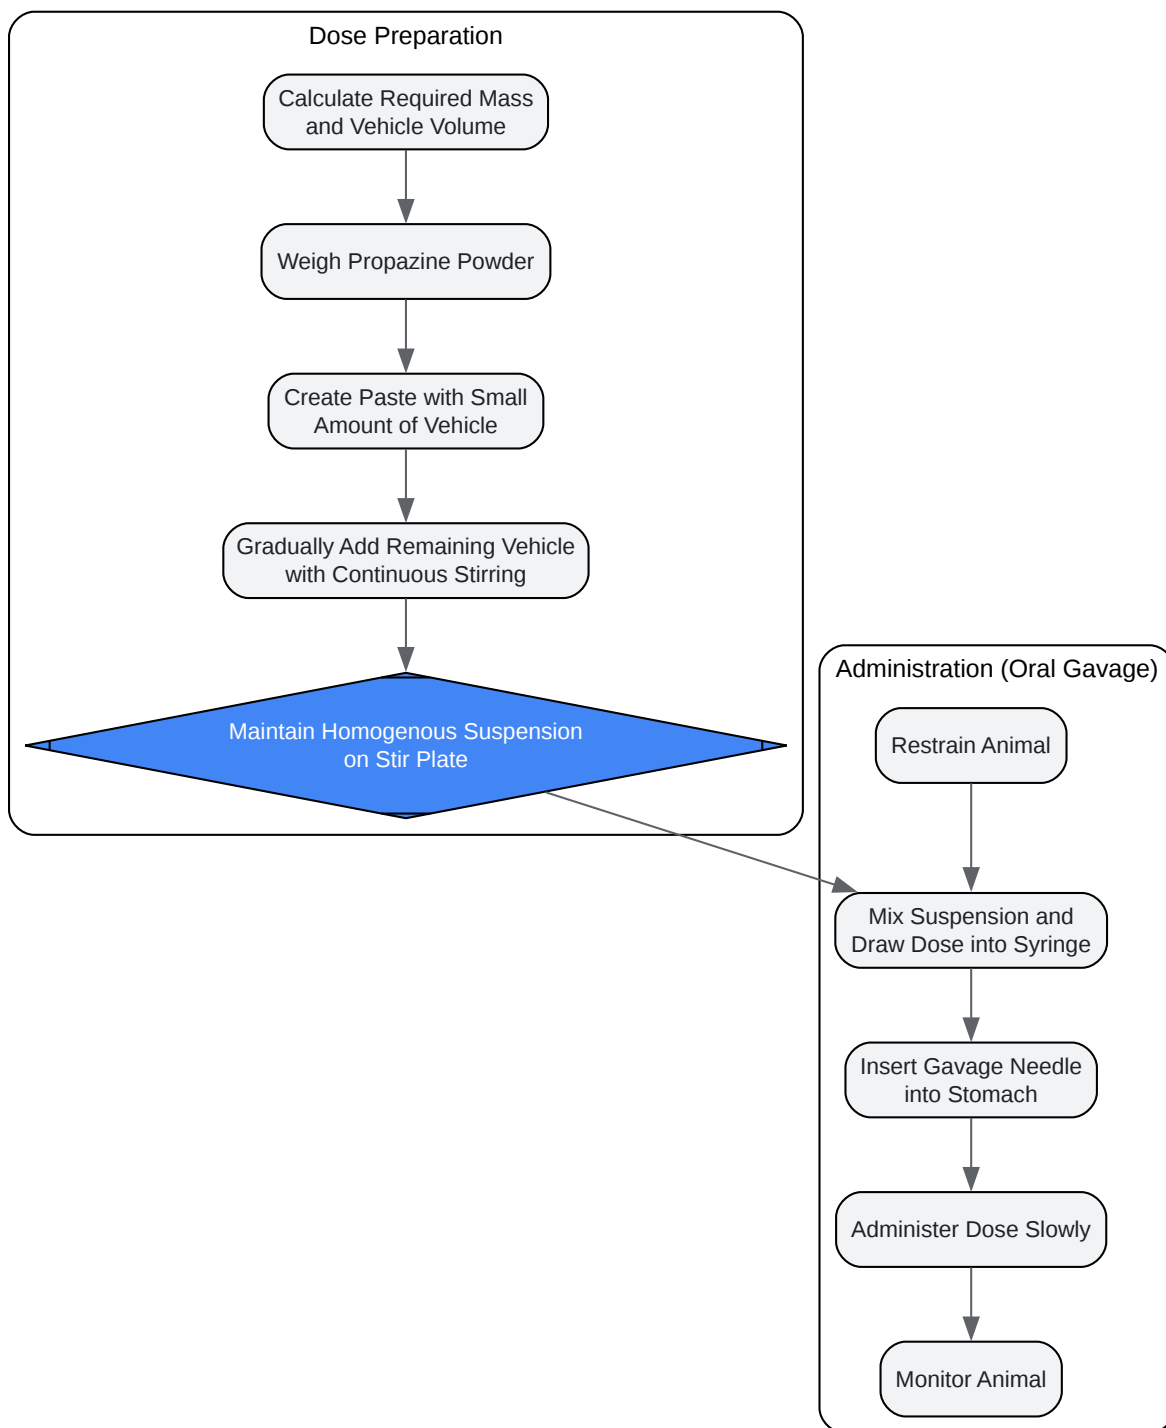 Dose Preparation
Calculate Required Mass
and Vehicle Volume
Weigh Propazine Powder
Create Paste with Small
Amount of Vehicle
Gradually Add Remaining Vehicle
with Continuous Stirring
Maintain Homogenous Suspension
on Stir Plate
Administration (Oral Gavage)
Restrain Animal
Mix Suspension and
Draw Dose into Syringe
Insert Gavage Needle
into Stomach
Administer Dose Slowly
Monitor Animal